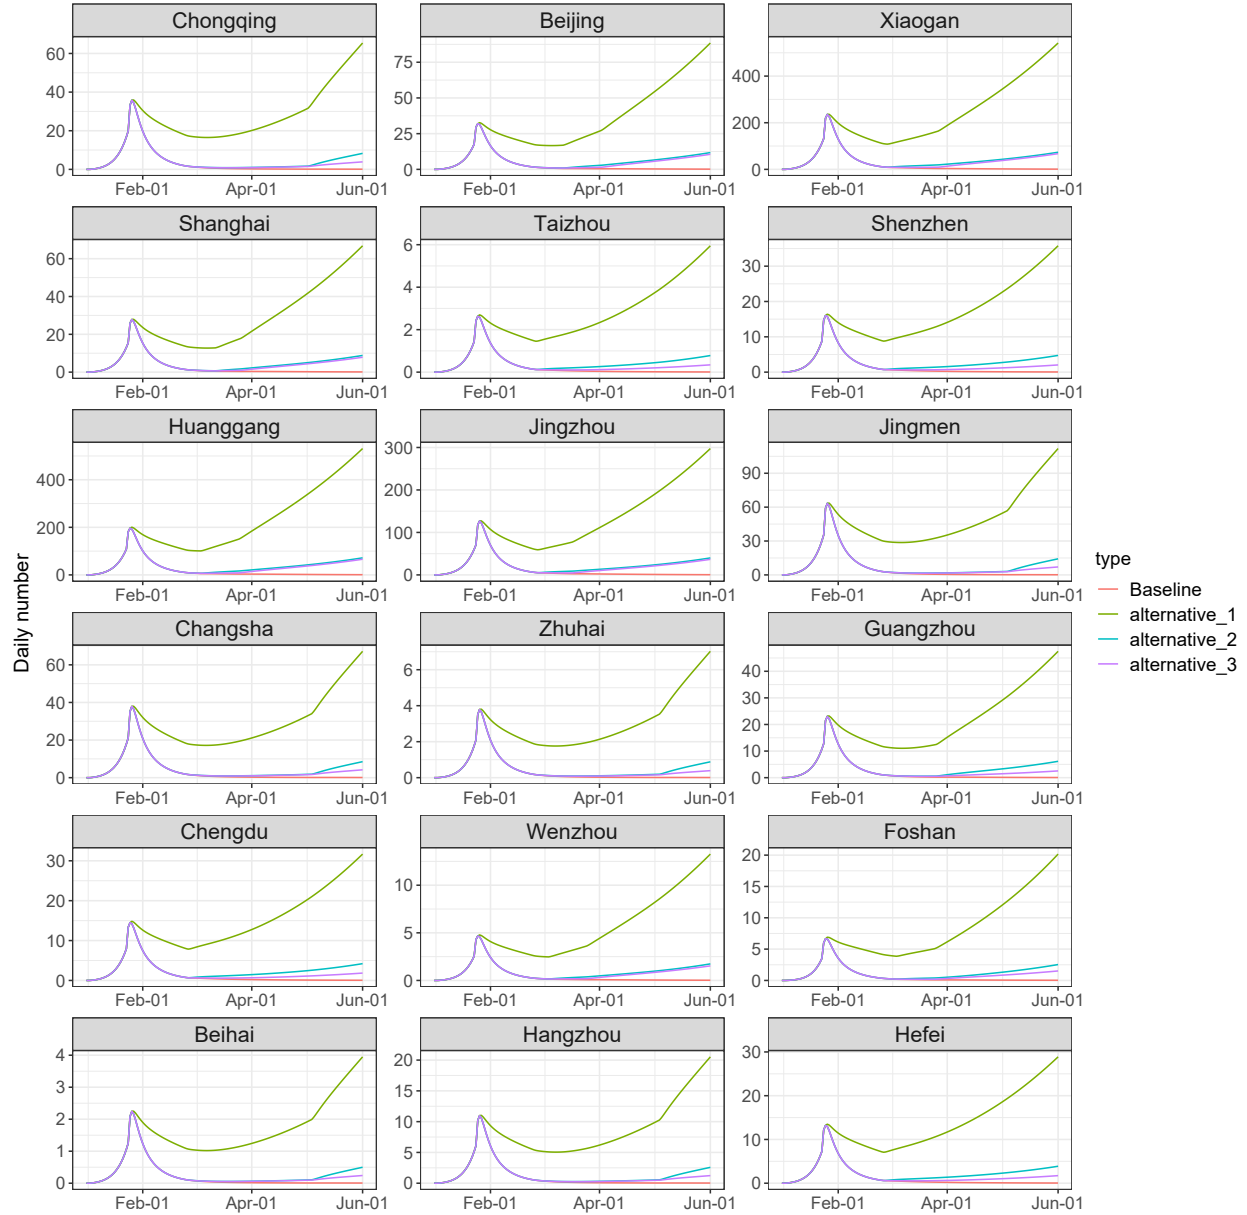 Chongqing
Beijing
Xiaogan
60
40
20
0
75
50
25
0
400
200
0
Feb-01 Apr-01 Jun-01
Feb-01 Apr-01 Jun-01
Feb-01 Apr-01 Jun-01
Shanghai
Taizhou
Shenzhen
60
40
20
0
6
4
2
0
30
20
10
0
Feb-01 Apr-01 Jun-01
Feb-01 Apr-01 Jun-01
Feb-01 Apr-01 Jun-01
Huanggang
Jingzhou
Jingmen
400
200
0
300
200
100
0
90
60
30
0
Feb-01 Apr-01 Jun-01
Feb-01 Apr-01 Jun-01
Feb-01 Apr-01 Jun-01
Daily number
type
Baseline
alternative_1
alternative_2
alternative_3
Changsha
Zhuhai
Guangzhou
60
40
20
0
6
4
2
0
40
30
20
10
0
Feb-01 Apr-01 Jun-01
Feb-01 Apr-01 Jun-01
Feb-01 Apr-01 Jun-01
Chengdu
Wenzhou
Foshan
30
20
10
0
10
5
0
20
15
10
5
0
Feb-01 Apr-01 Jun-01
Feb-01 Apr-01 Jun-01
Feb-01 Apr-01 Jun-01
Beihai
Hangzhou
Hefei
4
3
2
1
0
20
15
10
5
0
30
20
10
0
Feb-01 Apr-01 Jun-01
Feb-01 Apr-01 Jun-01
Feb-01 Apr-01 Jun-01